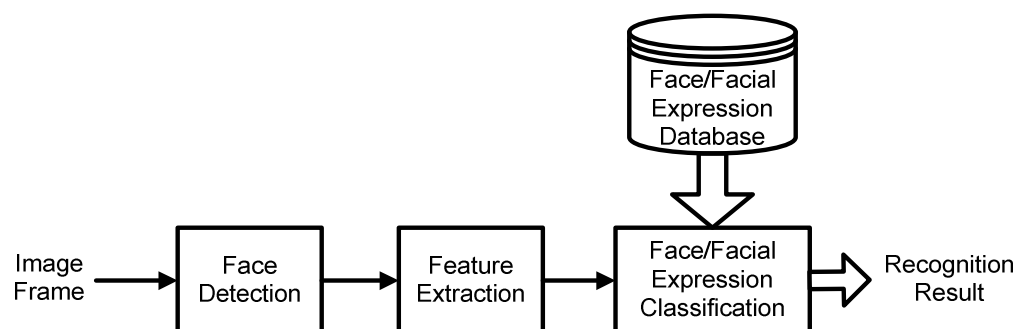 Face/Facial
Expression
Database
Image
Frame
Face
Detection
Feature
Extraction
Face/Facial
Expression
Classification
Recognition
Result